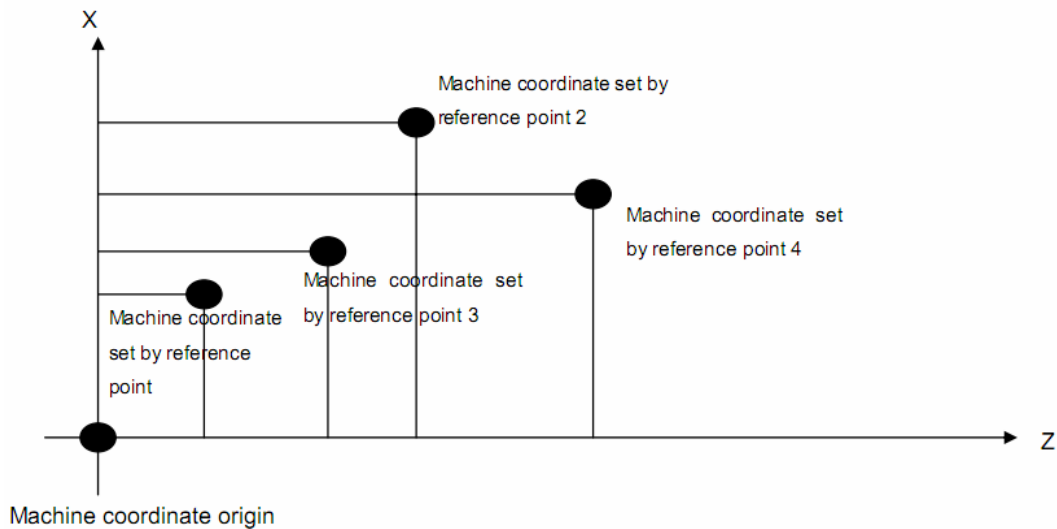 X
Machine coordinate set by
reference point 2
Machine coordinate set
by reference point 4
Machine coordinate set
by reference point 3
Machine coordinate
set by reference
point
Z
Machine coordinate origin